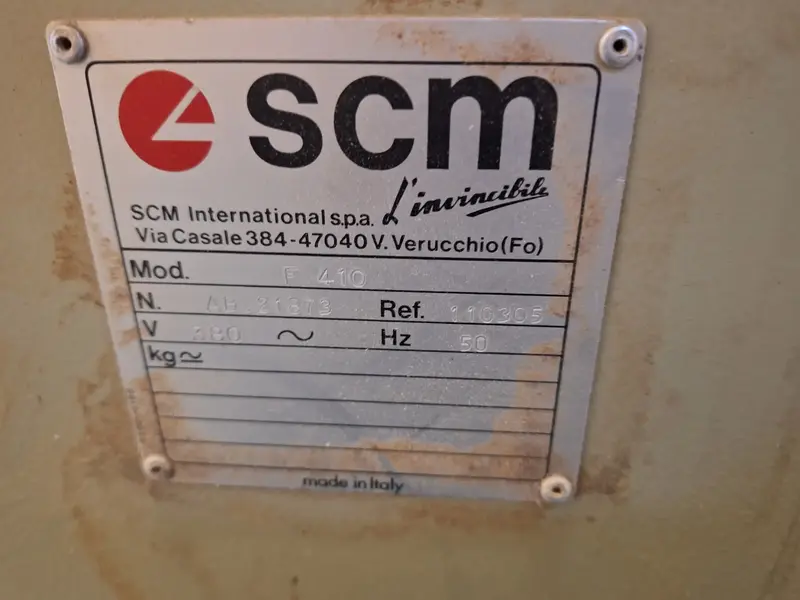 scm
L'invincibile
SCM International s.p.a.
Via Casale 384-47040 V. Verucchio (Fo)
Mod. F 410
N. Ref. 110305
V 380 ~ Hz 50
kg ≃
made in Italy